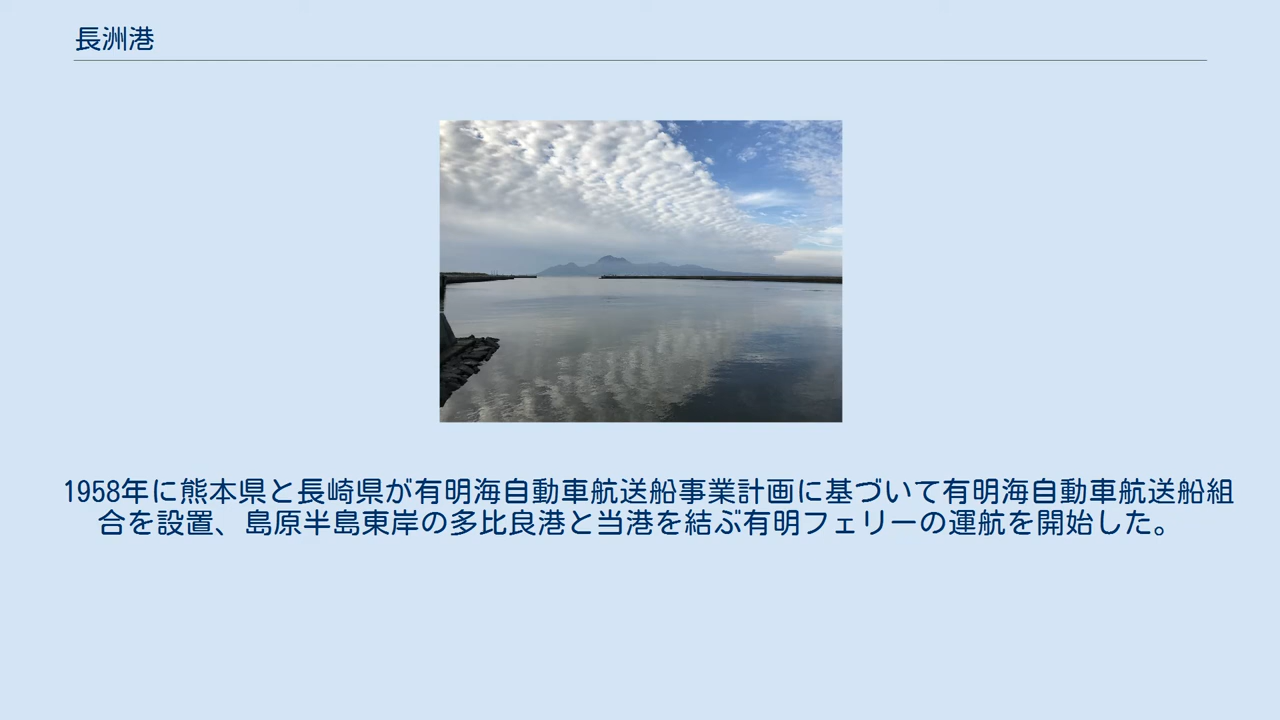 長洲港
1958年に熊本県と長崎県が有明海自動車航送船事業計画に基づいて有明海自動車航送船組
合を設置、島原半島東岸の多比良港と当港を結ぶ有明フェリーの運航を開始した。